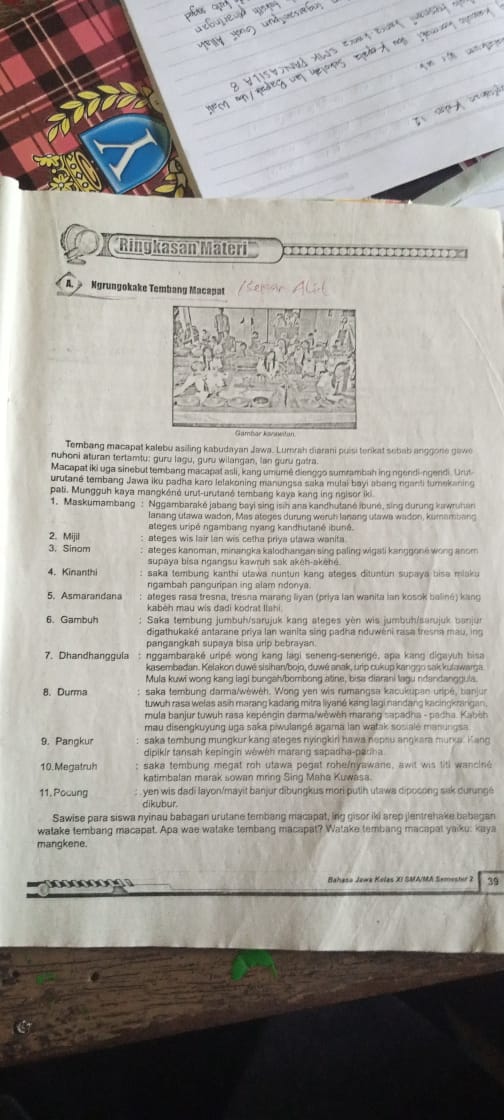 Ringkasan Materi
A. Ngrungokake Tembang Macapat
Gambar karawitan.
Tembang macapat kalebu asiling kabudayan Jawa. Lumrah diarani puisi terikat sebab anggone gawe
nuhoni aturan tertamtu: guru lagu, guru wilangan, lan guru gatra.
Macapat iki uga sinebut tembang macapat asli, kang umumé dienggo sumrambah ing ngendi-ngendi. Urut-
urutané tembang Jawa iku padha karo lelakoning manungsa saka mulai bayi abang nganti tumekaning
pati. Mungguh kaya mangkéné urut-urutané tembang kaya kang ing ngisor iki.
1. Maskumambang : Nggambaraké jabang bayi sing isih ana kandhutané ibuné, sing durung kawruhan
lanang utawa wadon, Mas ateges durung weruh lanang utawa wadon, kumambang
ateges uripé ngambang nyang kandhutané ibuné.
2. Mijil : ateges wis lair lan wis cetha priya utawa wanita.
3. Sinom : ateges kanoman, minangka kalodhangan sing paling wigati kanggoné wong anom
supaya bisa ngangsu kawruh sak akèh-akèhé.
4. Kinanthi : saka tembung kanthi utawa nuntun kang ateges dituntun supaya bisa mlaku
ngambah panguripan ing alam ndonya.
5. Asmarandana : ateges rasa tresna, tresna marang liyan (priya lan wanita lan kosok baliné) kang
kabèh mau wis dadi kodrat Ilahi.
6. Gambuh : Saka tembung jumbuh/sarujuk kang ateges yèn wis jumbuh/sarujuk banjur
digathukaké antarane priya lan wanita sing padha nduwèni rasa tresna mau, ing
pangangkah supaya bisa urip bebrayan.
7. Dhandhanggula : nggambaraké uripé wong kang lagi seneng-senengé, apa kang digayuh bisa
kasembadan. Kelakon duwé sisihan/bojo, duwé anak, urip cukup kanggo sak kulawarga.
Mula kuwi wong kang lagi bungah/bombong atine, bisa diarani lagu ndandanggula.
8. Durma : saka tembung darma/wèwèh. Wong yen wis rumangsa kacukupan uripé, banjur
tuwuh rasa welas asih marang kadang mitra liyané kang lagi nandang kacingkrangan,
mula banjur tuwuh rasa kepéngin darma/wèwèh marang sapadha - padha. Kabèh
mau disengkuyung uga saka piwulangé agama lan watak sosialé manungsa.
9. Pangkur : saka tembung mungkur kang ateges nyingkiri hawa nepsu angkara murka. Kang
dipikir tansah kepingin wèwèh marang sapadha-padha.
10.Megatruh : saka tembung megat roh utawa pegat rohe/nyawane, awit wis titi wanciné
katimbalan marak sowan mring Sing Maha Kuwasa.
11.Pocung : yen wis dadi layon/mayit banjur dibungkus mori putih utawa dipocong sak durungé
dikubur.
Sawise para siswa nyinau babagan urutane tembang macapat, ing gisor iki arep jlentrehake babagan
watake tembang macapat. Apa wae watake tembang macapat? Watake tembang macapat yaiku: kaya
mangkene.
Bahasa Jawa Kelas XI SMA/MA Semester 2
39